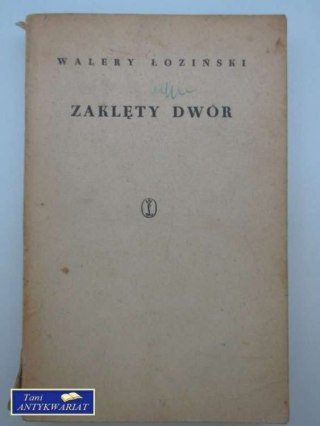 WALERY ŁOZIŃSKI
ZAKLĘTY DWÓR
Tani
ANTYKWARIAT